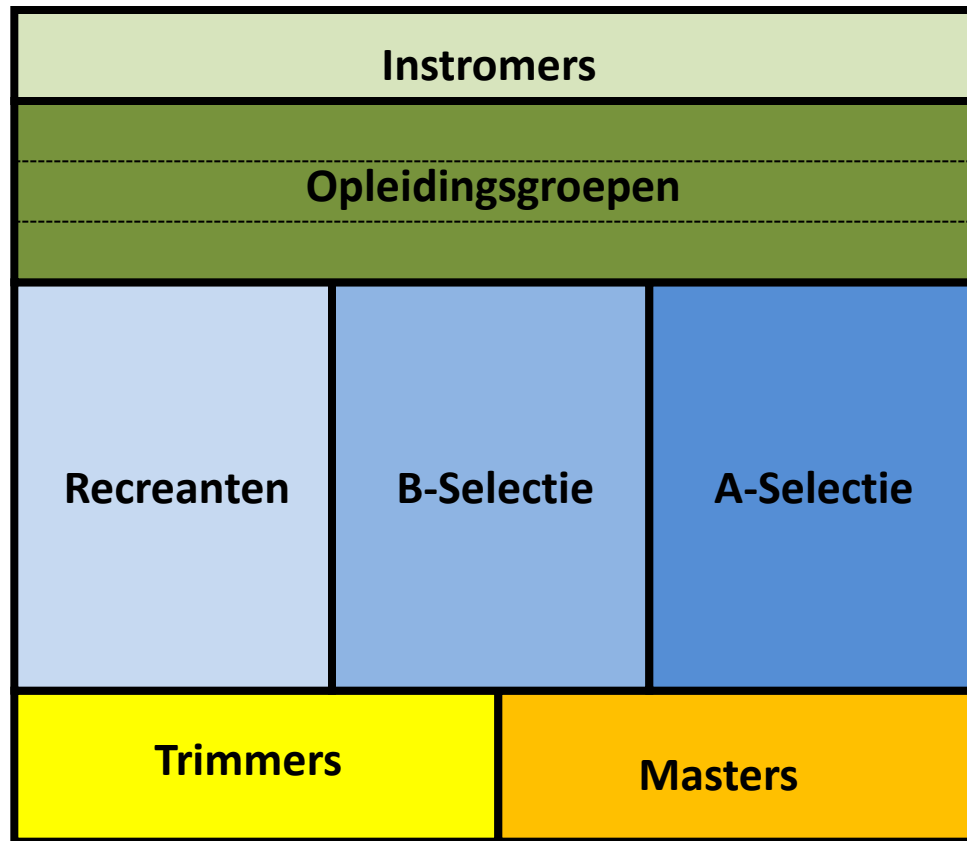 Instromers
Opleidingsgroepen
Recreanten
B-Selectie
A-Selectie
Trimmers
Masters